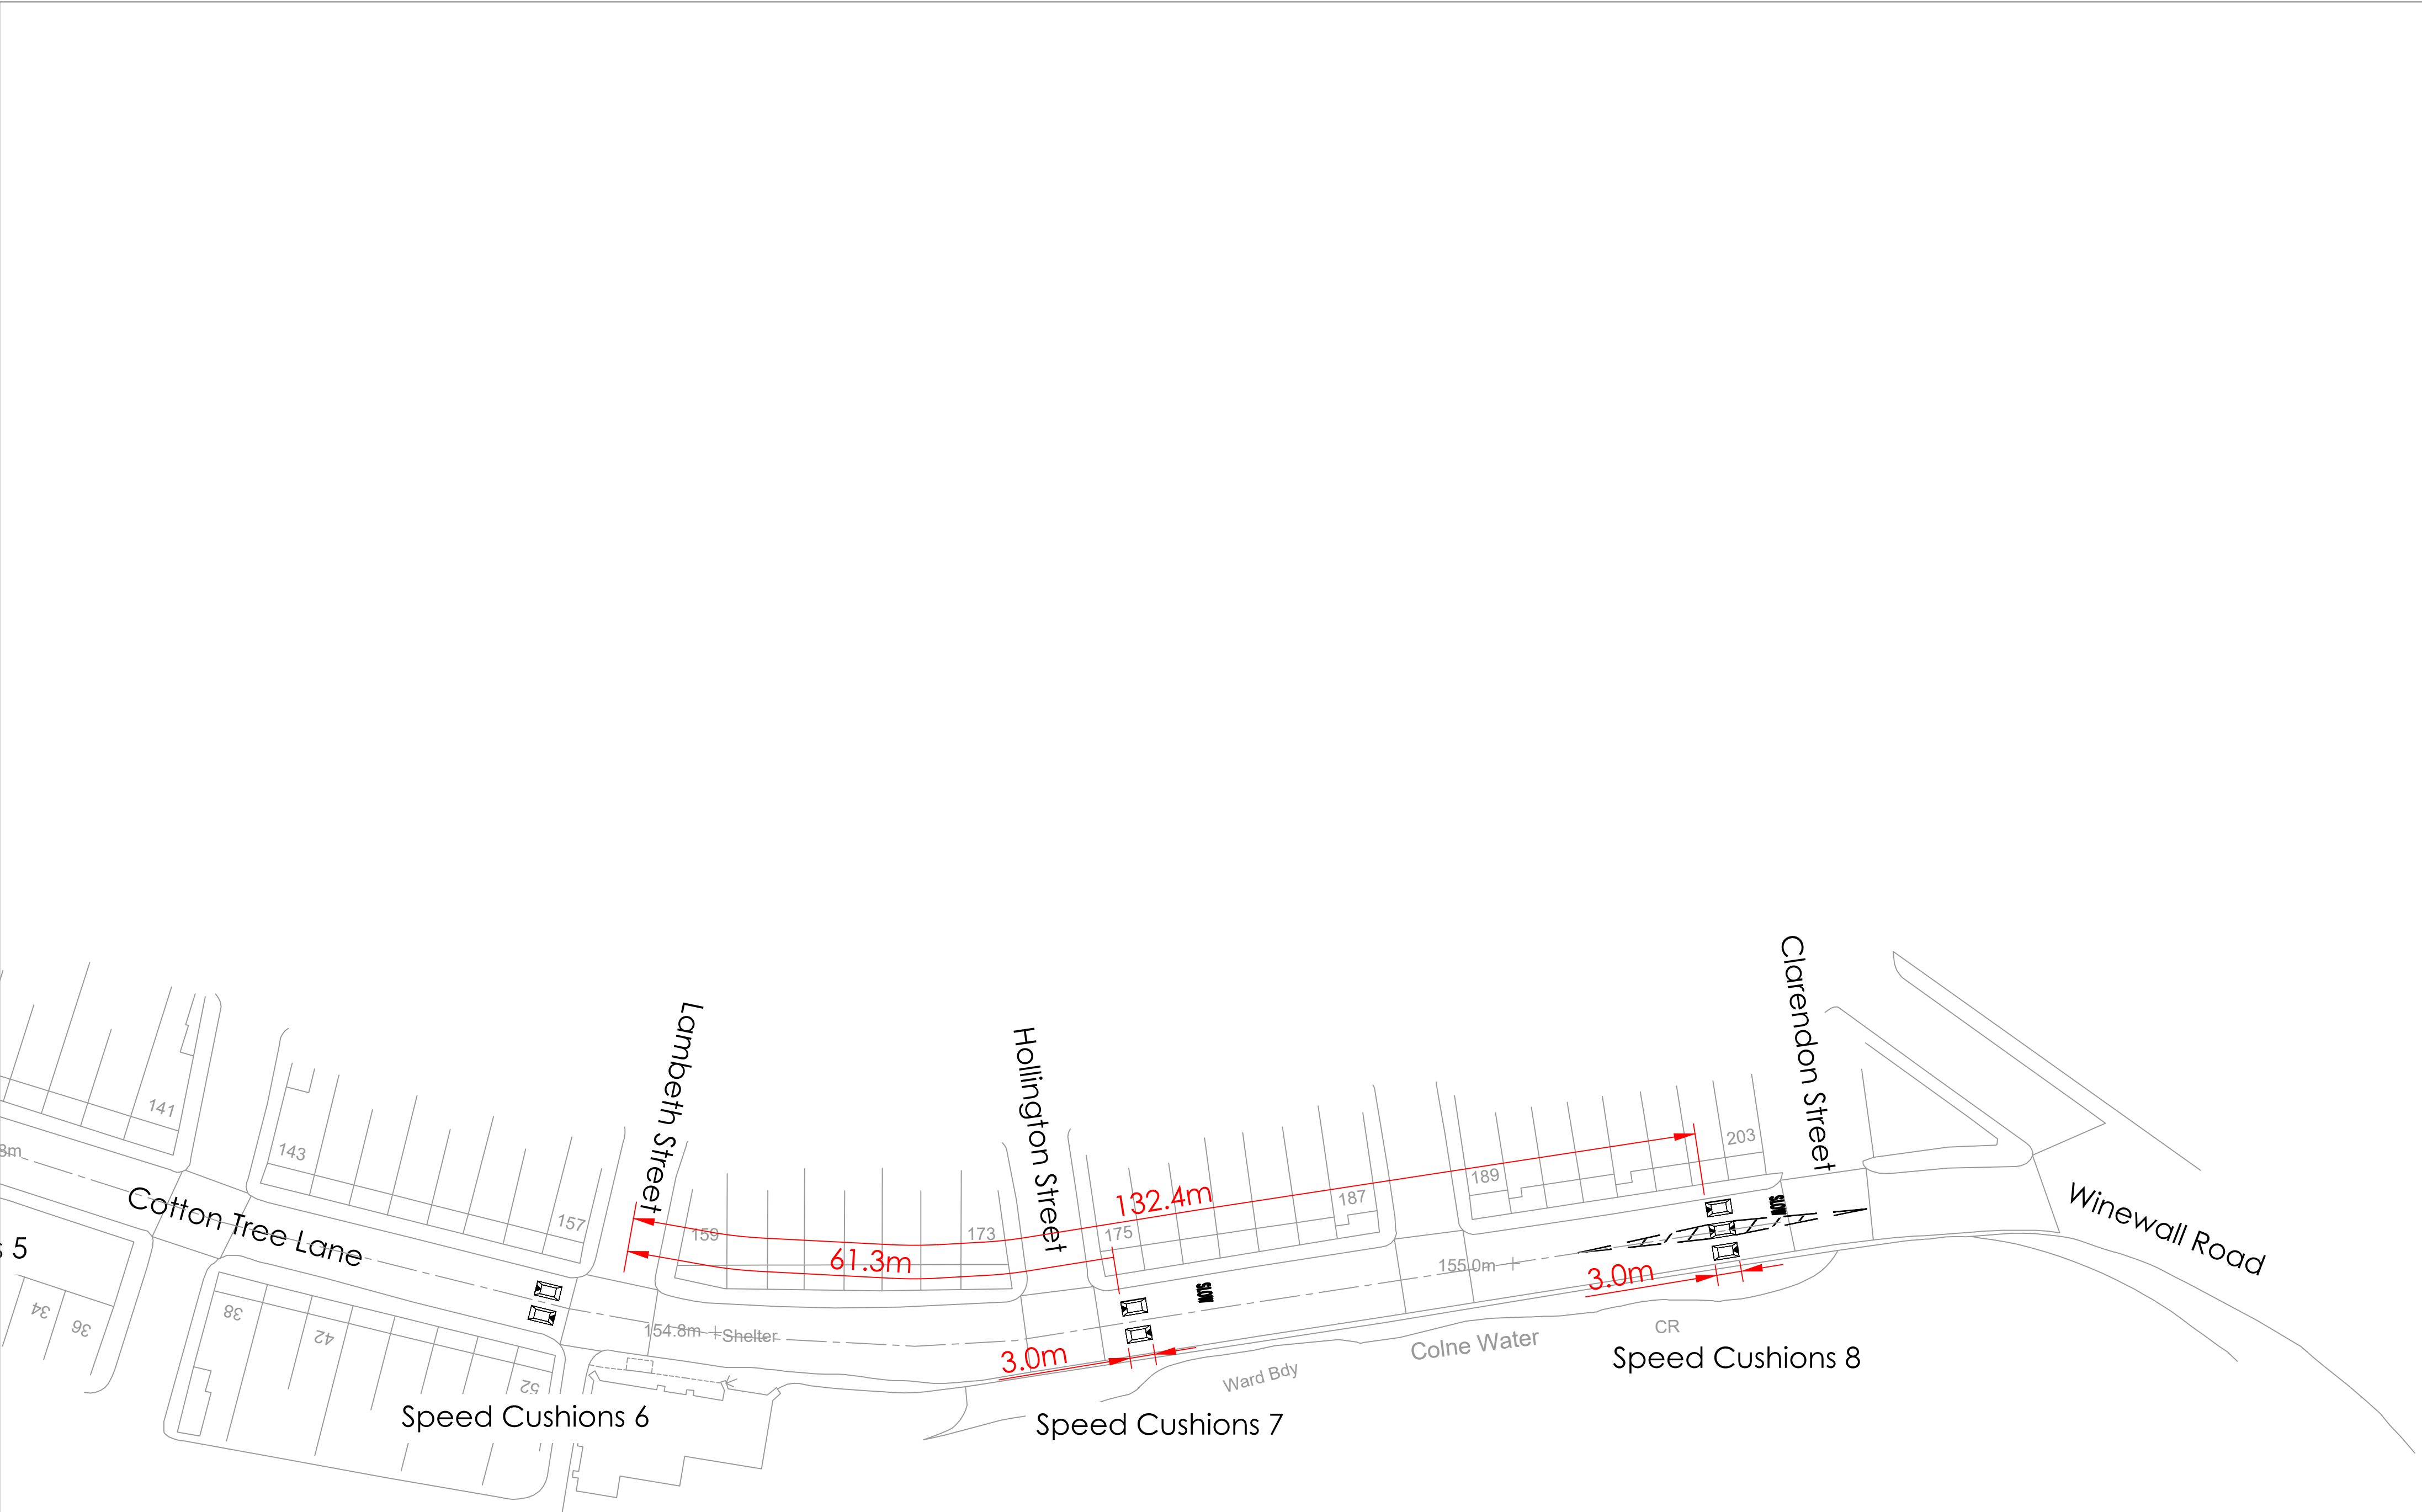 Clarendon Street
Lambeth Street
Hollington Street
141
143
203
189
187
132.4m
Winewall Road
157
159
173
175
Cotton Tree Lane
61.3m
SLOW
SLOW
155.0m
3.0m
5
34
36
38
42
52
154.8m
Shelter
3.0m
Colne Water
CR
Ward Bdy
Speed Cushions 8
Speed Cushions 6
Speed Cushions 7